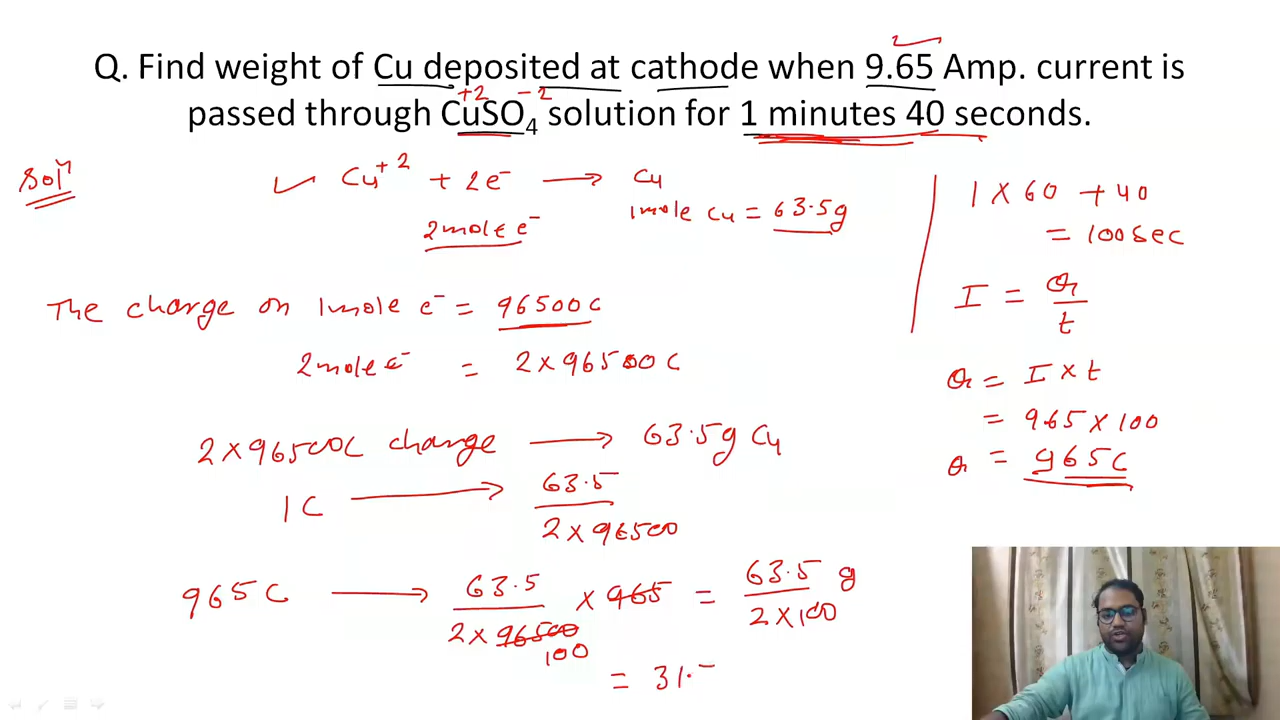 Q. Find weight of Cu deposited at cathode when 9.65 Amp. current is
+2 -2
passed through CuSO₄ solution for 1 minutes 40 seconds.
Solⁿ
Cu⁺² + 2e⁻ → Cu
2mole e⁻ 1mole Cu = 63.5g
The charge on 1mole e⁻ = 96500C
2mole e⁻ = 2×96500C
2×96500C charge → 63.5g Cu
1C → 63.5 / 2×96500
965C → 63.5 / 2×96500 × 965 = 63.5 / 2×100 g
100
= 31.5
1×60 + 40
= 100sec
I = Q / t
Q = I × t
= 9.65×100
Q = 965C